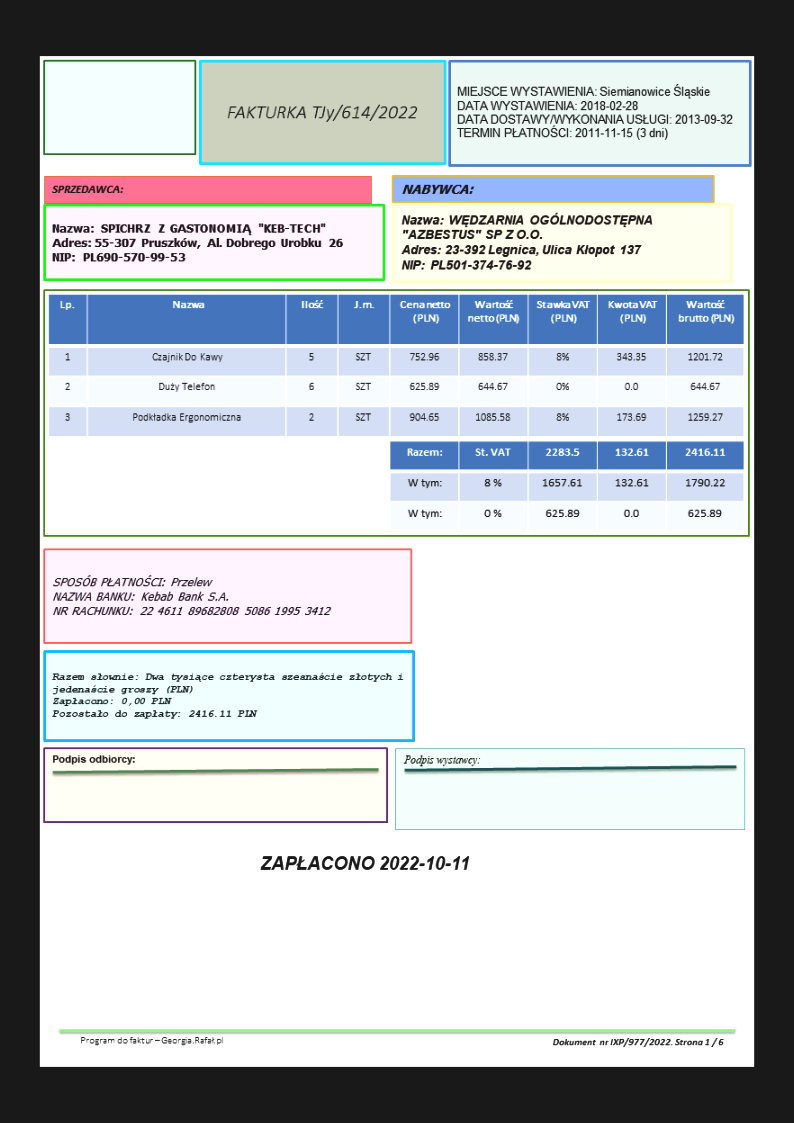 FAKTURKA TJy/614/2022
MIEJSCE WYSTAWIENIA: Siemianowice Śląskie
DATA WYSTAWIENIA: 2018-02-28
DATA DOSTAWY/WYKONANIA USŁUGI: 2013-09-32
TERMIN PŁATNOŚCI: 2011-11-15 (3 dni)
SPRZEDAWCA:
Nazwa: SPICHRZ Z GASTONOMIĄ "KEB-TECH"
Adres: 55-307 Pruszków, Al. Dobrego Urobku 26
NIP: PL690-570-99-53
NABYWCA:
Nazwa: WĘDZARNIA OGÓLNODOSTĘPNA
"AZBESTUS" SP Z O.O.
Adres: 23-392 Legnica, Ulica Kłopot 137
NIP: PL501-374-76-92
Lp. Nazwa Ilość J.m. Cena netto (PLN) Wartość netto (PLN) Stawka VAT (PLN) Kwota VAT (PLN) Wartość brutto (PLN)
1 Czajnik Do Kawy 5 SZT 752.96 858.37 8% 343.35 1201.72
2 Duży Telefon 6 SZT 625.89 644.67 0% 0.0 644.67
3 Podkładka Ergonomiczna 2 SZT 904.65 1085.58 8% 173.69 1259.27
Razem: St. VAT 2283.5 132.61 2416.11
W tym: 8 % 1657.61 132.61 1790.22
W tym: 0 % 625.89 0.0 625.89
SPOSÓB PŁATNOŚCI: Przelew
NAZWA BANKU: Kebab Bank S.A.
NR RACHUNKU: 22 4611 89682808 5086 1995 3412
Razem słownie: Dwa tysiące czterysta szesnaście złotych i
jedenaście groszy (PLN)
Zapłacono: 0,00 PLN
Pozostało do zapłaty: 2416.11 PLN
Podpis odbiorcy:
Podpis wystawcy:
ZAPŁACONO 2022-10-11
Program do faktur – Georgia.Rafał.pl
Dokument nr IXP/977/2022. Strona 1 / 6